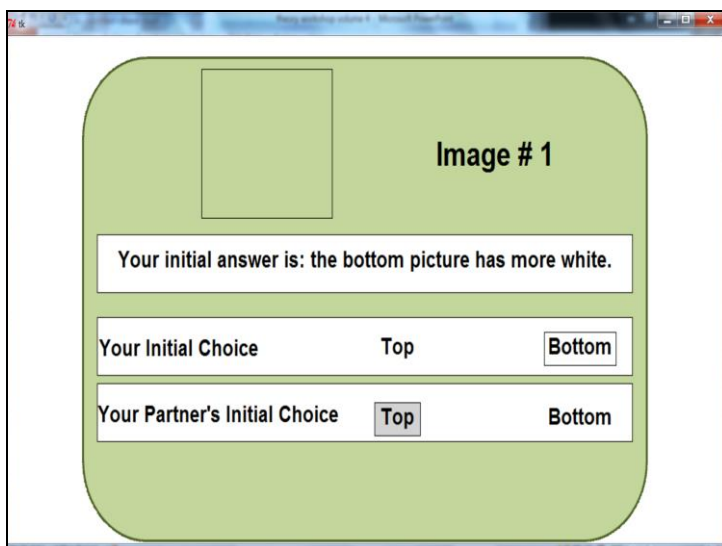 tk
Image # 1
Your initial answer is: the bottom picture has more white.
Your Initial Choice Top Bottom
Your Partner's Initial Choice Top Bottom